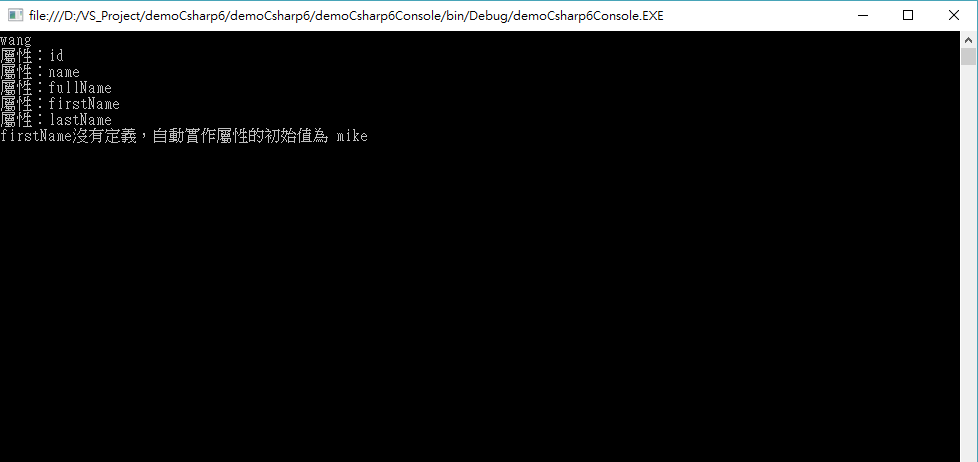 file:///D:/VS_Project/demoCsharp6/demoCsharp6/demoCsharp6Console/bin/Debug/demoCsharp6Console.EXE
wang
屬性：id
屬性：name
屬性：fullName
屬性：firstName
屬性：lastName
firstName沒有定義，自動實作屬性的初始值為 mike